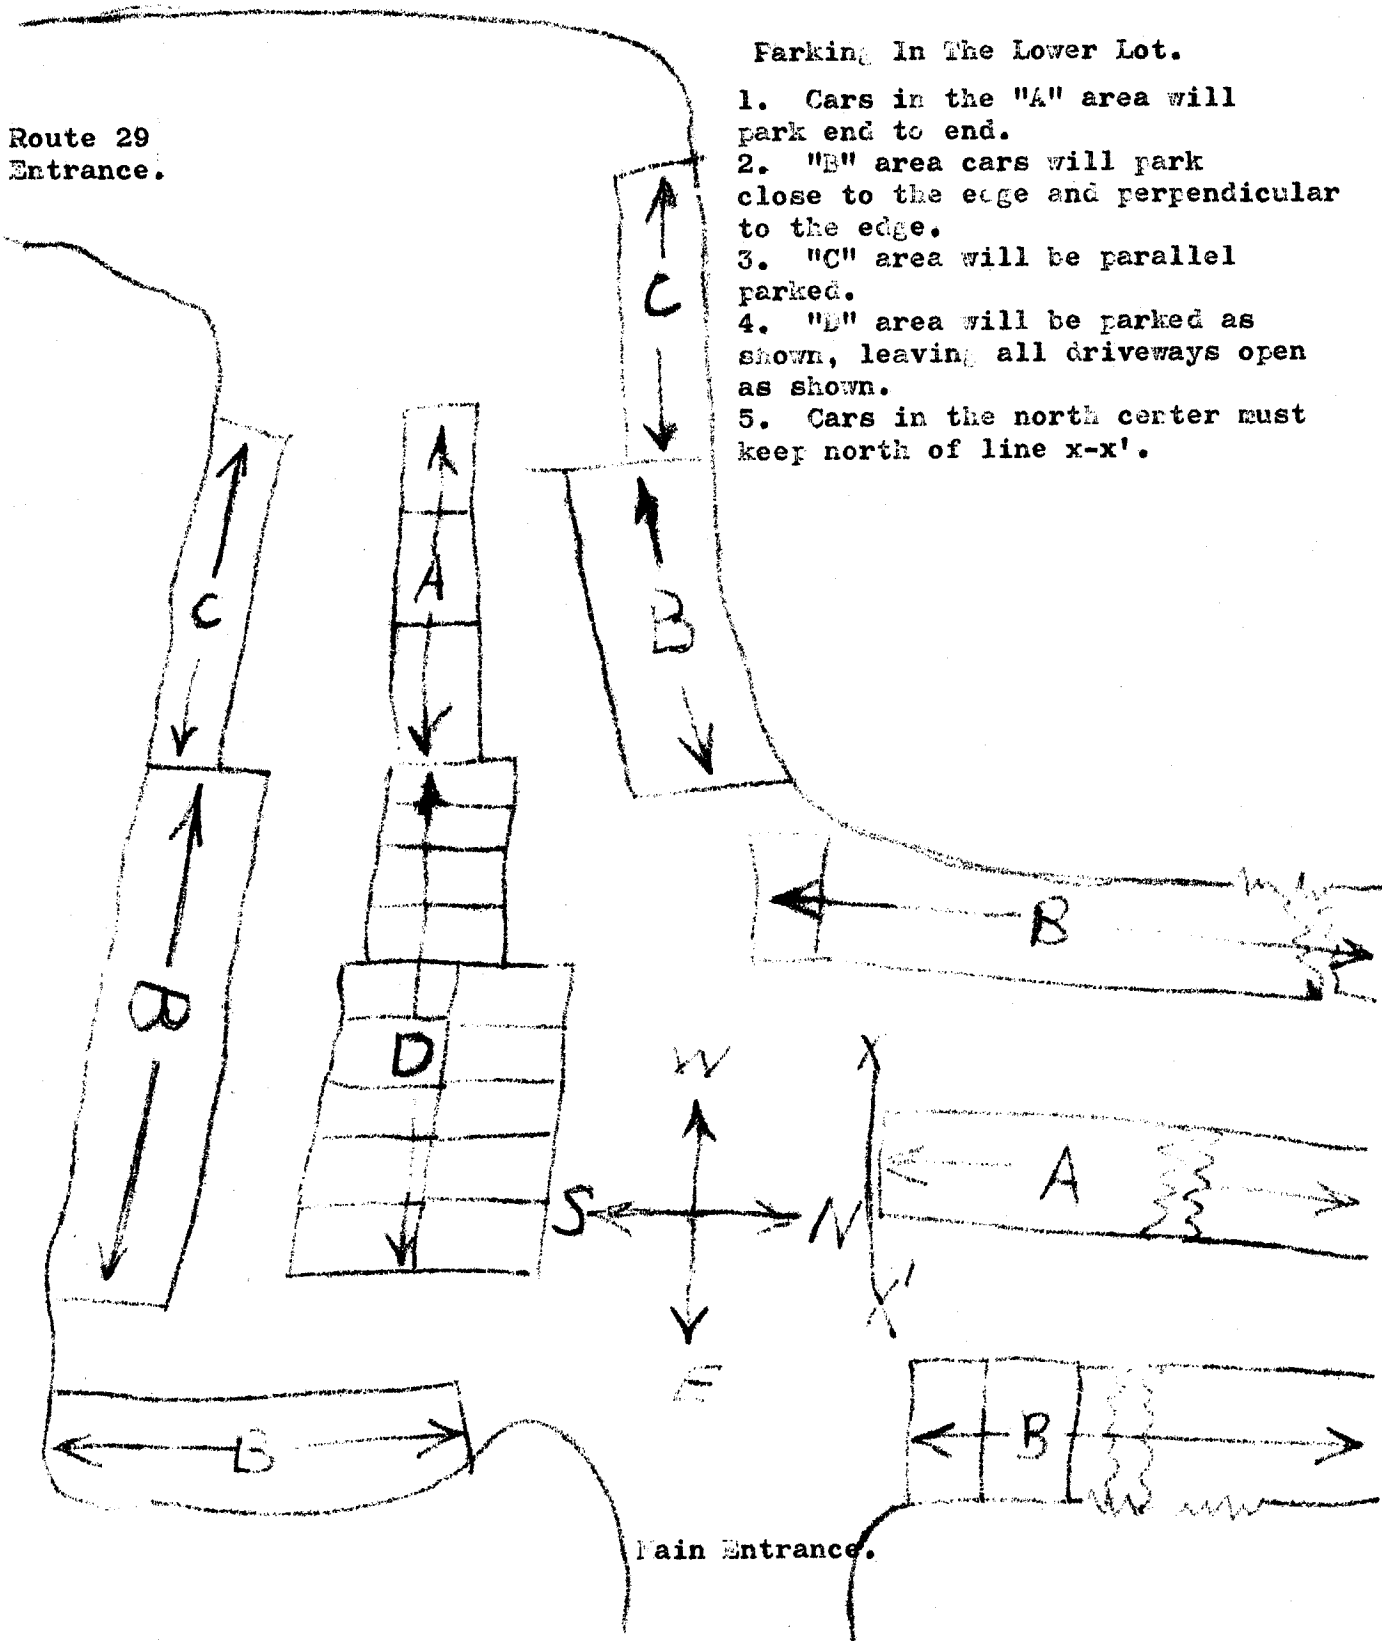 Parking In The Lower Lot.
1. Cars in the "A" area will
park end to end.
2. "B" area cars will park
close to the edge and perpendicular
to the edge.
3. "C" area will be parallel
parked.
4. "D" area will be parked as
shown, leaving all driveways open
as shown.
5. Cars in the north center must
keep north of line x-x'.
Route 29
Entrance.
C
C
A
B
B
B
D
W
X
A
S
N
X'
E
B
B
Main Entrance.